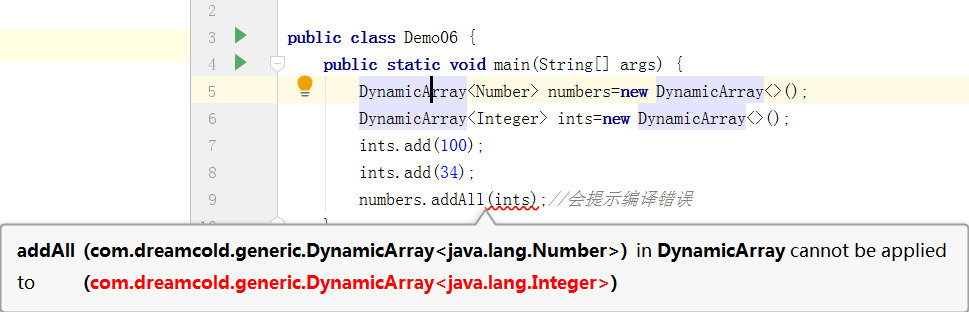 2
3 public class Demo06 {
4 public static void main(String[] args) {
5 DynamicArray<Number> numbers=new DynamicArray<>();
6 DynamicArray<Integer> ints=new DynamicArray<>();
7 ints.add(100);
8 ints.add(34);
9 numbers.addAll(ints);//会提示编译错误
addAll (com.dreamcold.generic.DynamicArray<java.lang.Number>) in DynamicArray cannot be applied
to (com.dreamcold.generic.DynamicArray<java.lang.Integer>)